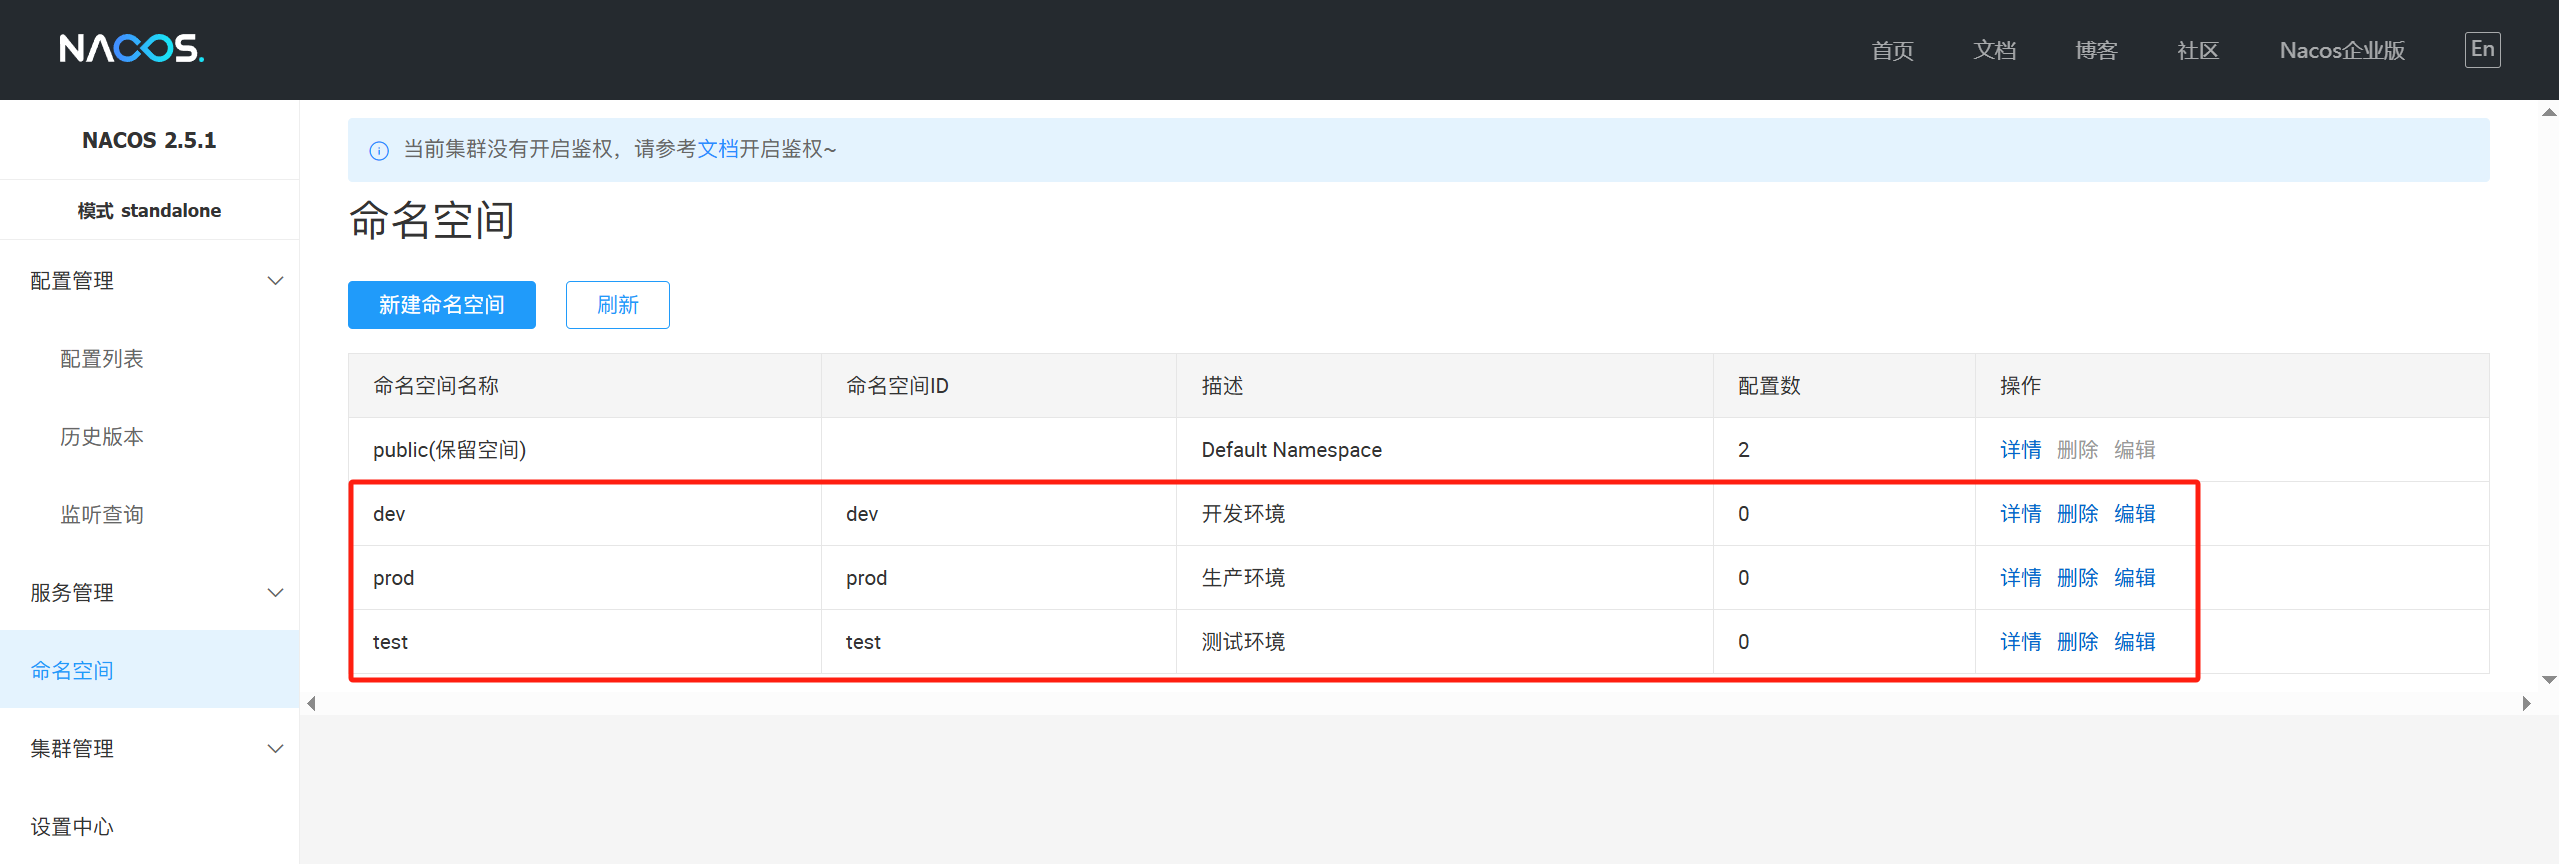 NACOS.
首页 文档 博客 社区 Nacos企业版 En
NACOS 2.5.1
模式 standalone
配置管理
配置列表
历史版本
监听查询
服务管理
命名空间
集群管理
设置中心
当前集群没有开启鉴权，请参考文档开启鉴权~
命名空间
新建命名空间 刷新
命名空间名称 命名空间ID 描述 配置数 操作
public(保留空间) Default Namespace 2 详情 删除 编辑
dev dev 开发环境 0 详情 删除 编辑
prod prod 生产环境 0 详情 删除 编辑
test test 测试环境 0 详情 删除 编辑